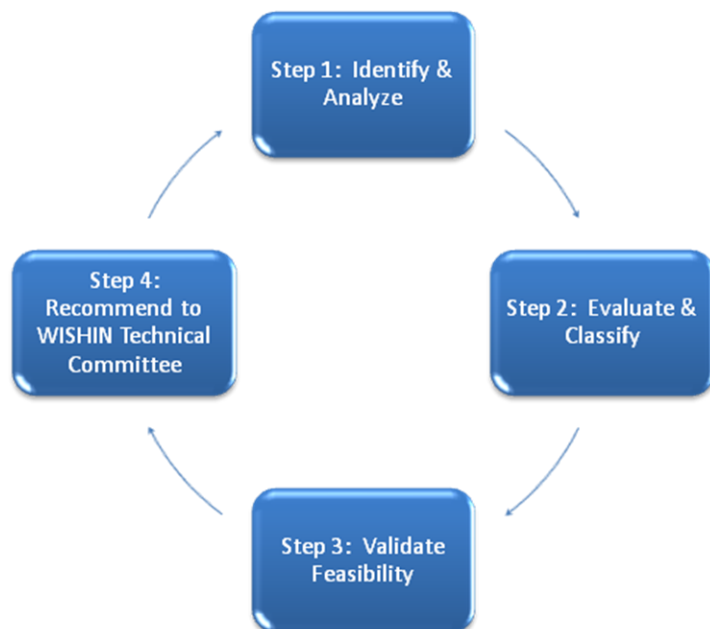 Step 1: Identify &
Analyze
Step 2: Evaluate &
Classify
Step 3: Validate
Feasibility
Step 4:
Recommend to
WISHIN Technical
Committee